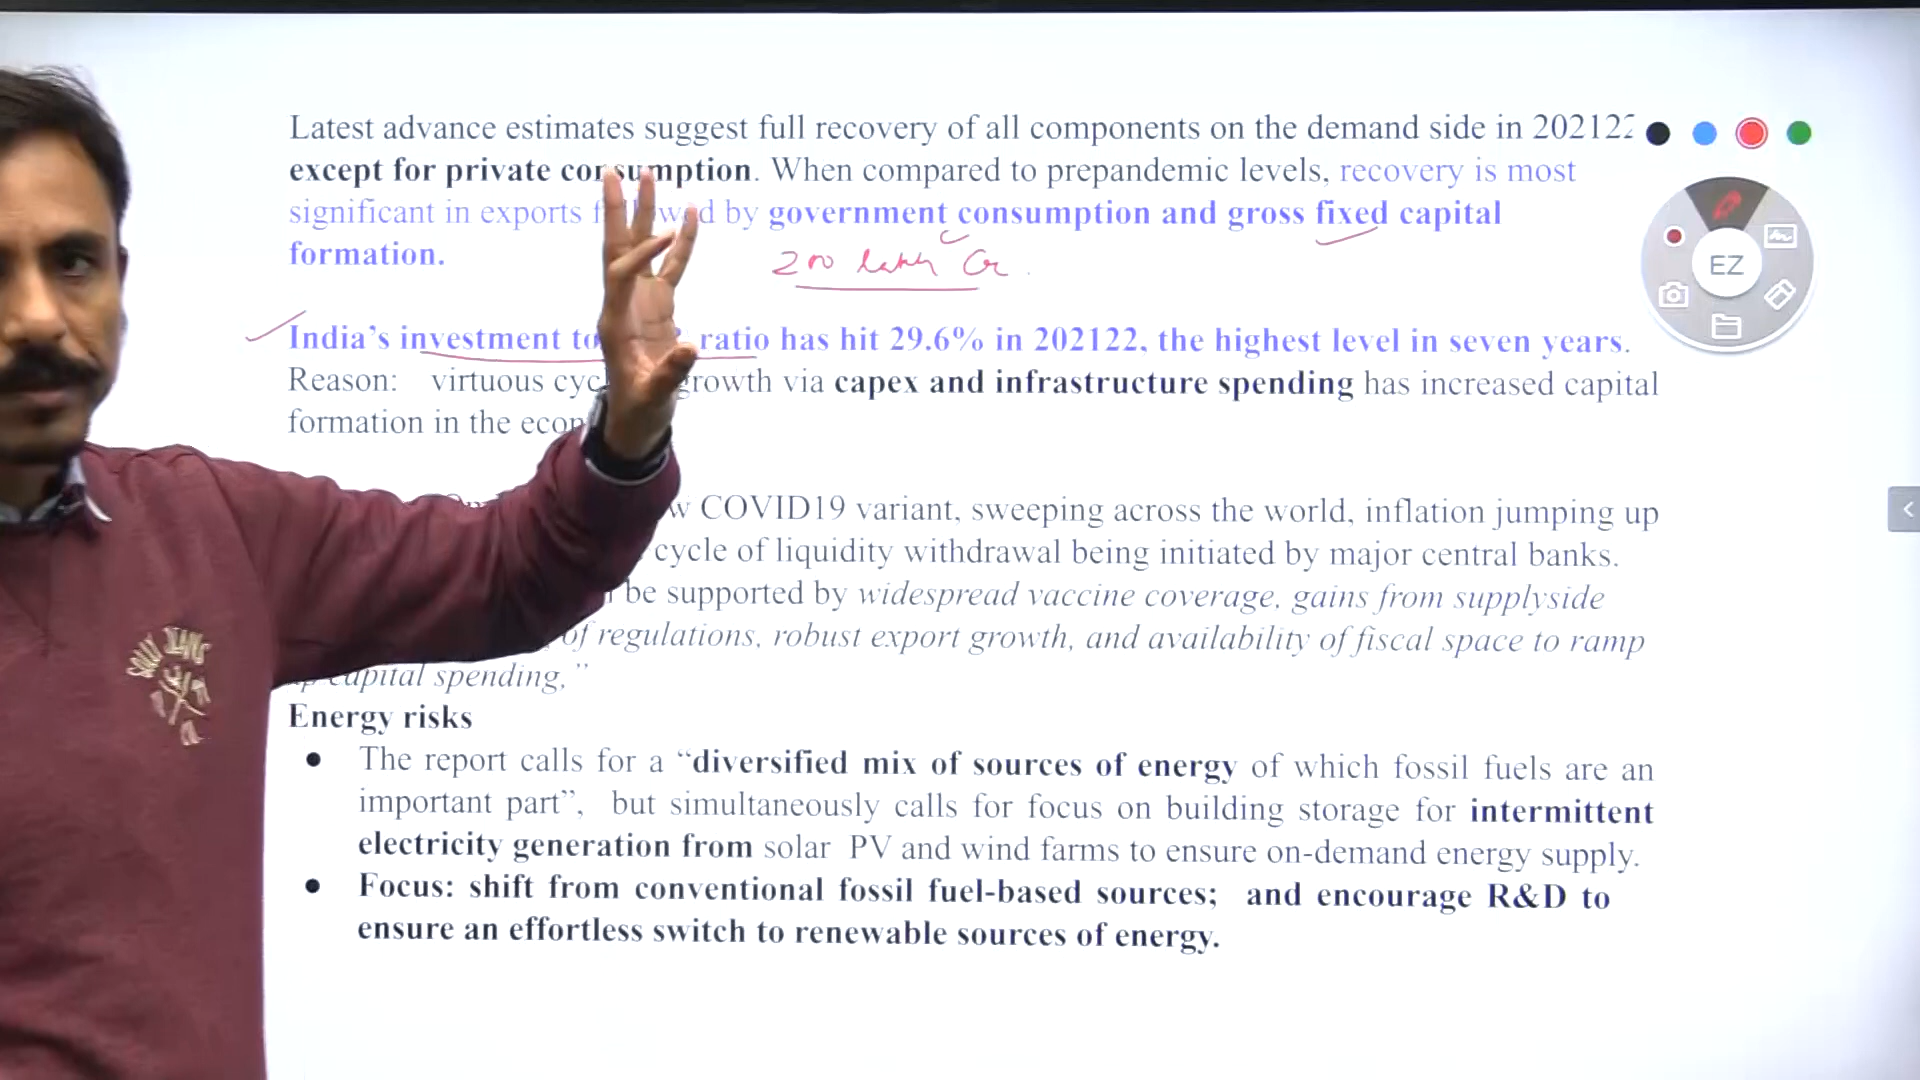 Latest advance estimates suggest full recovery of all components on the demand side in 202122
except for private consumption. When compared to prepandemic levels, recovery is most
significant in exports followed by government consumption and gross fixed capital
formation.
200 lakh Cr.
India's investment to ratio has hit 29.6% in 202122, the highest level in seven years.
Reason: virtuous growth via capex and infrastructure spending has increased capital
formation in the
COVID19 variant, sweeping across the world, inflation jumping up
cycle of liquidity withdrawal being initiated by major central banks.
be supported by widespread vaccine coverage, gains from supplyside
of regulations, robust export growth, and availability of fiscal space to ramp
capital spending,”
Energy risks
● The report calls for a “diversified mix of sources of energy of which fossil fuels are an
important part”, but simultaneously calls for focus on building storage for intermittent
electricity generation from solar PV and wind farms to ensure on-demand energy supply.
● Focus: shift from conventional fossil fuel-based sources; and encourage R&D to
ensure an effortless switch to renewable sources of energy.
EZ